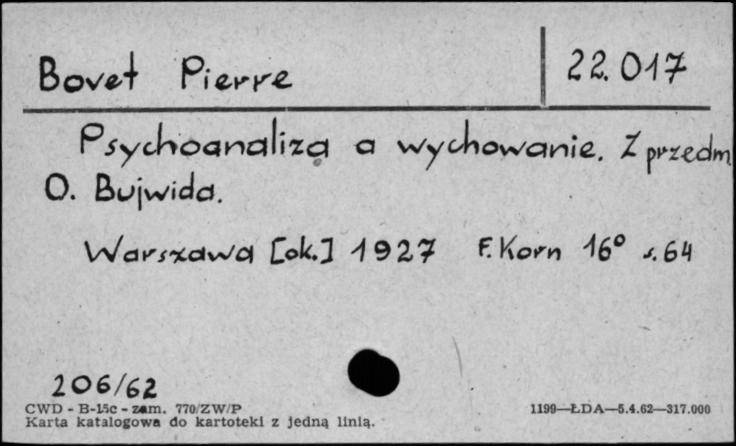 Bovet Pierre 22.017
Psychoanaliza a wychowanie. Z przedm.
O. Bujwida.
Warszawa [ok.] 1927 F. Korn 16° s. 64
206/62
CWD - B-15c - zam. 770/ZW/P 1199—ŁDA—5.4.62—317.000
Karta katalogowa do kartoteki z jedną linią.